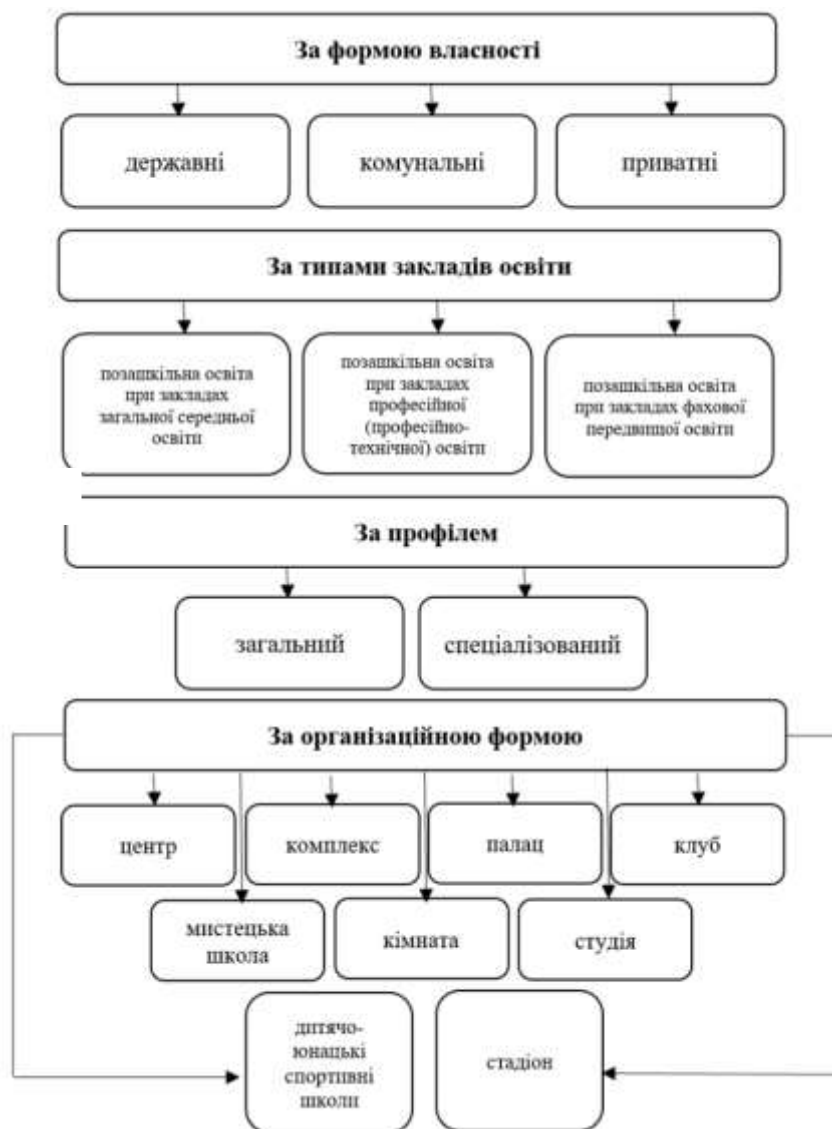 За формою власності
державні
комунальні
приватні
За типами закладів освіти
позашкільна освіта
при закладах
загальної середньої
освіти
позашкільна освіта
при закладах
професійної
(професійно-
технічної) освіти
позашкільна освіта
при закладах фахової
передвищої освіти
За профілем
загальний
спеціалізований
За організаційною формою
центр
комплекс
палац
клуб
мистецька
школа
кімната
студія
дитячо-
юнацькі
спортивні
школи
стадіон